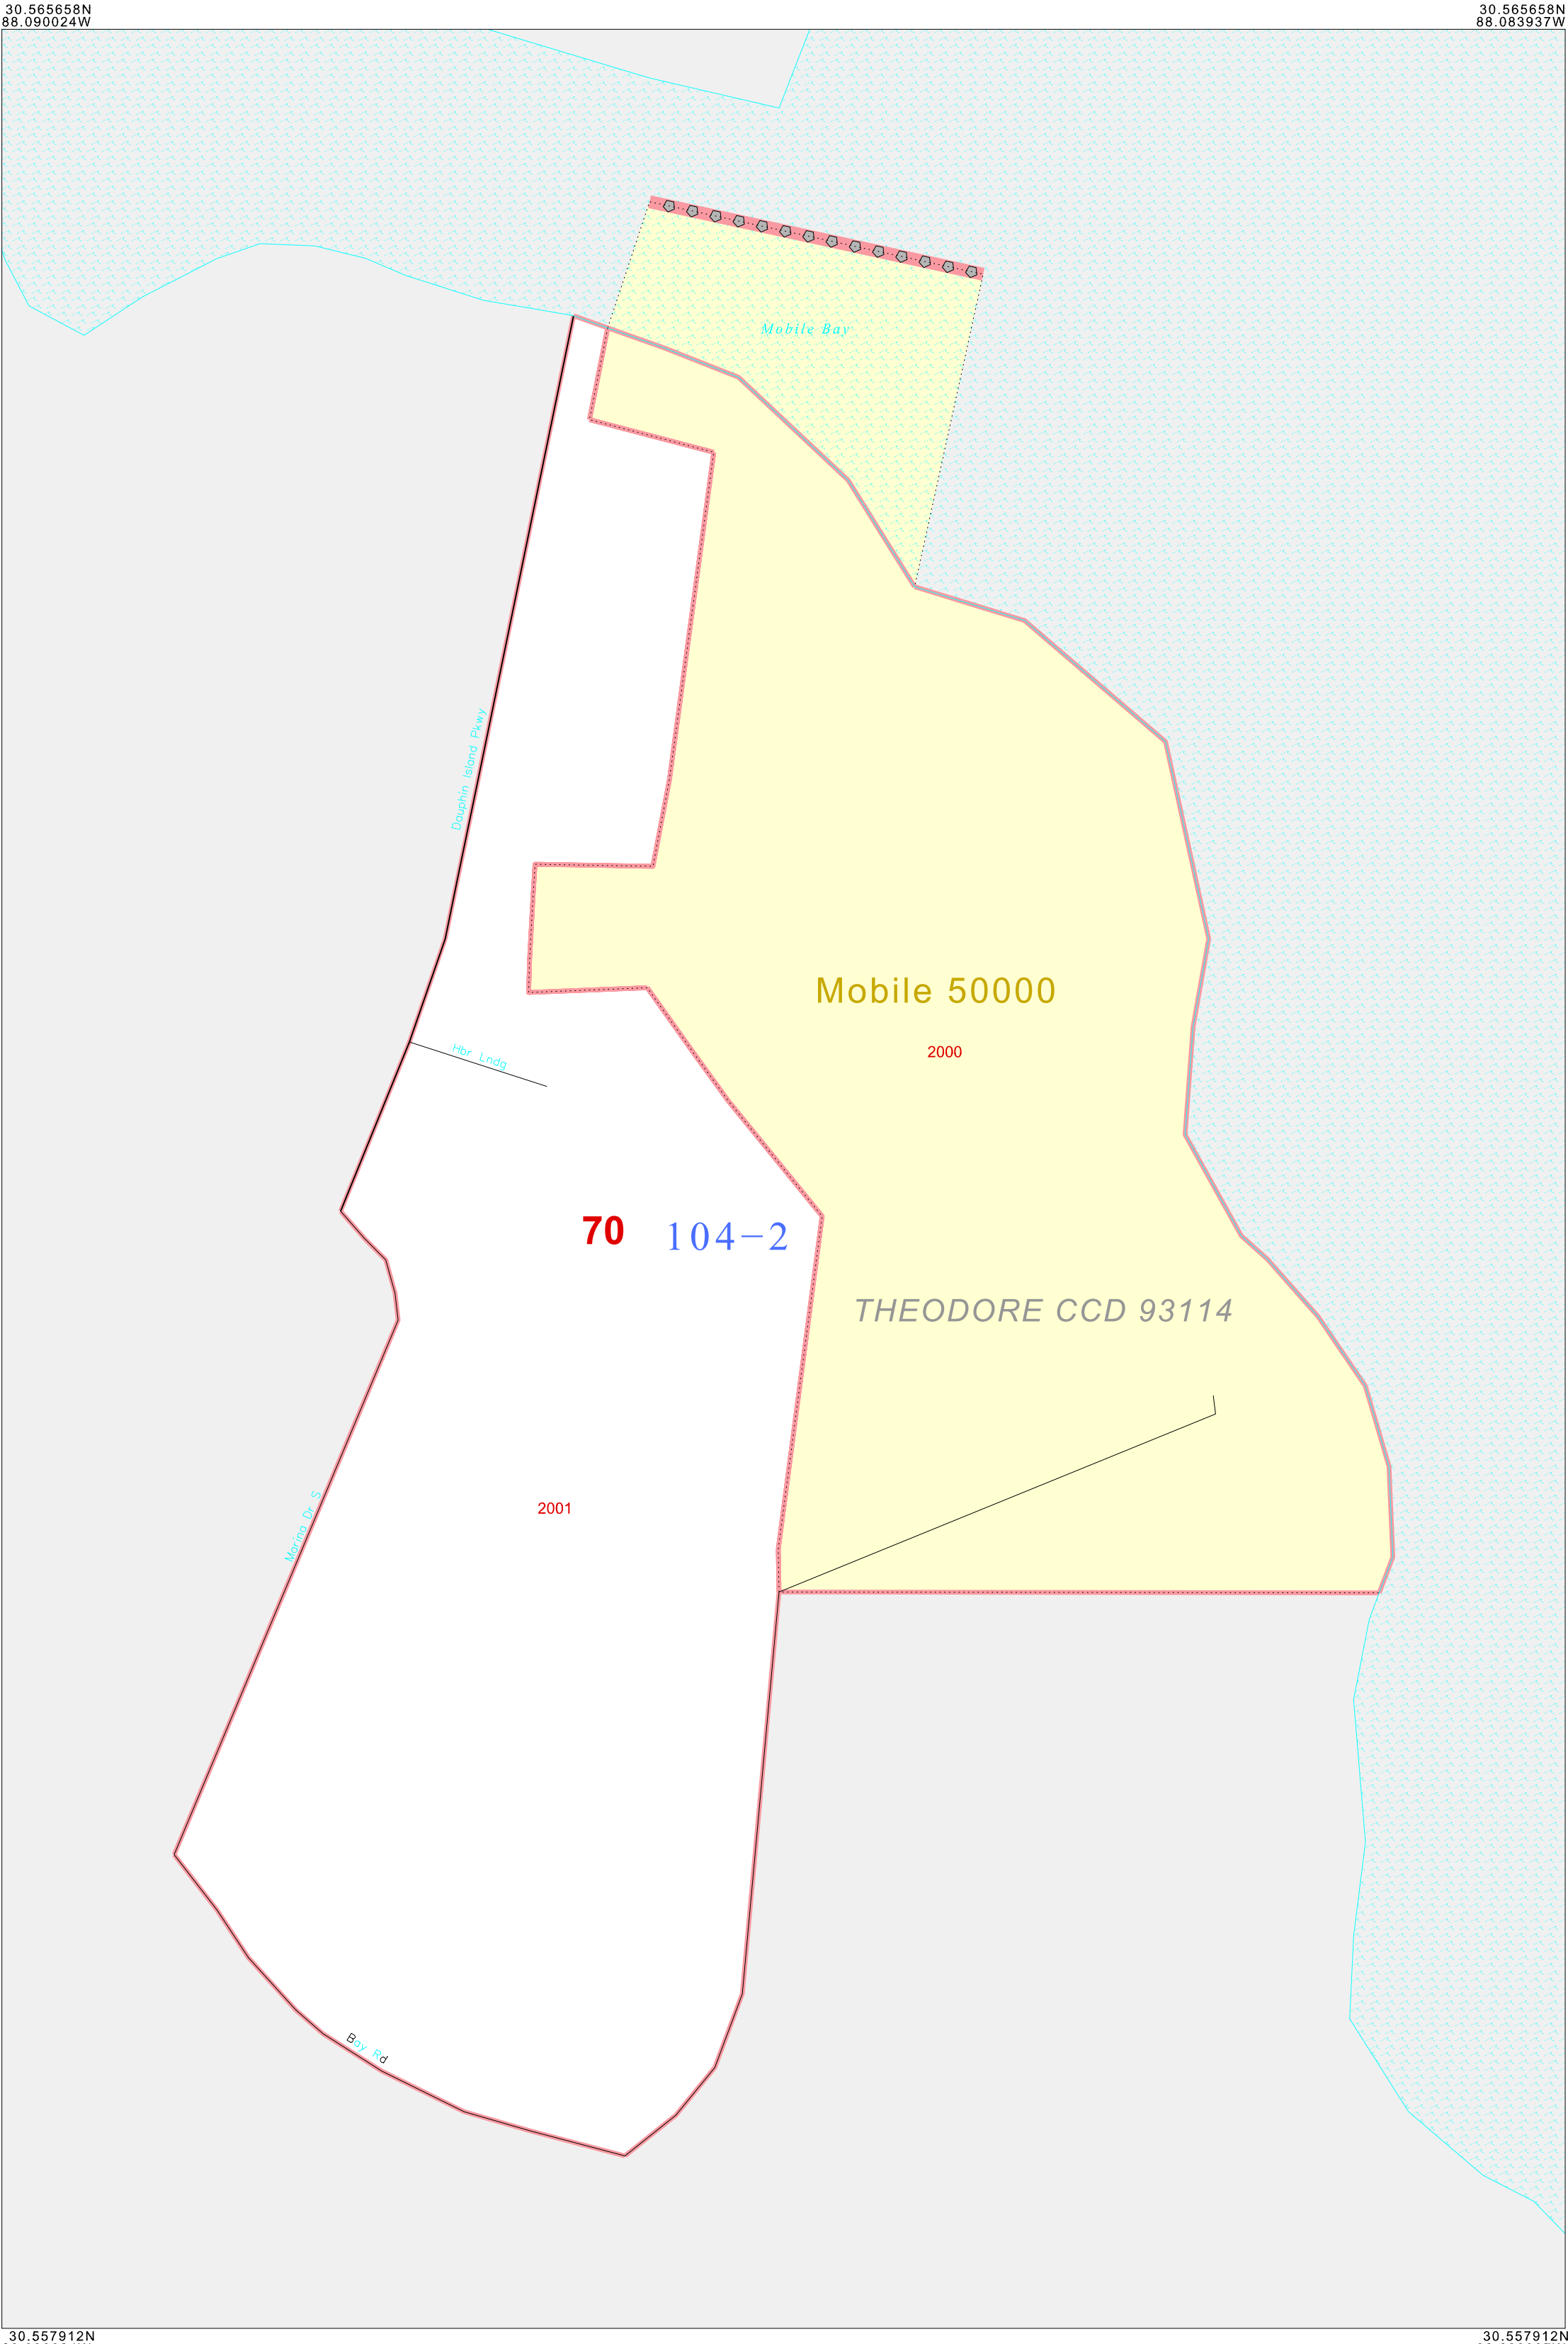 30.565658N
88.090024W
30.565658N
88.083937W
Mobile Bay
Dauphin Island Pkwy
Mobile 50000
2000
Hbr Lndg
70
104-2
THEODORE CCD 93114
Marina Dr S
2001
Bay Rd
30.557912N
30.557912N